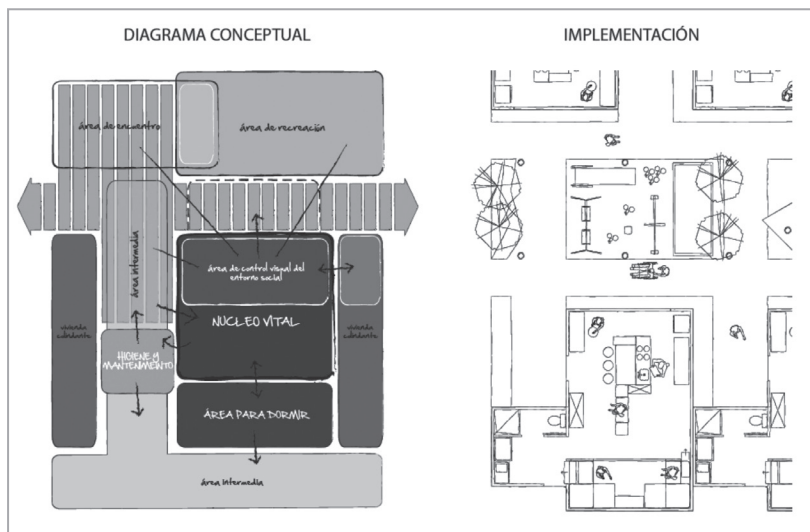 DIAGRAMA CONCEPTUAL
IMPLEMENTACIÓN
área de encuentro
área de recreación
área intermedia
área de control visual del
entorno social
NUCLEO VITAL
vivienda
colindante
vivienda
colindante
HIGIENE Y
MANTENIMIENTO
ÁREA PARA DORMIR
área intermedia